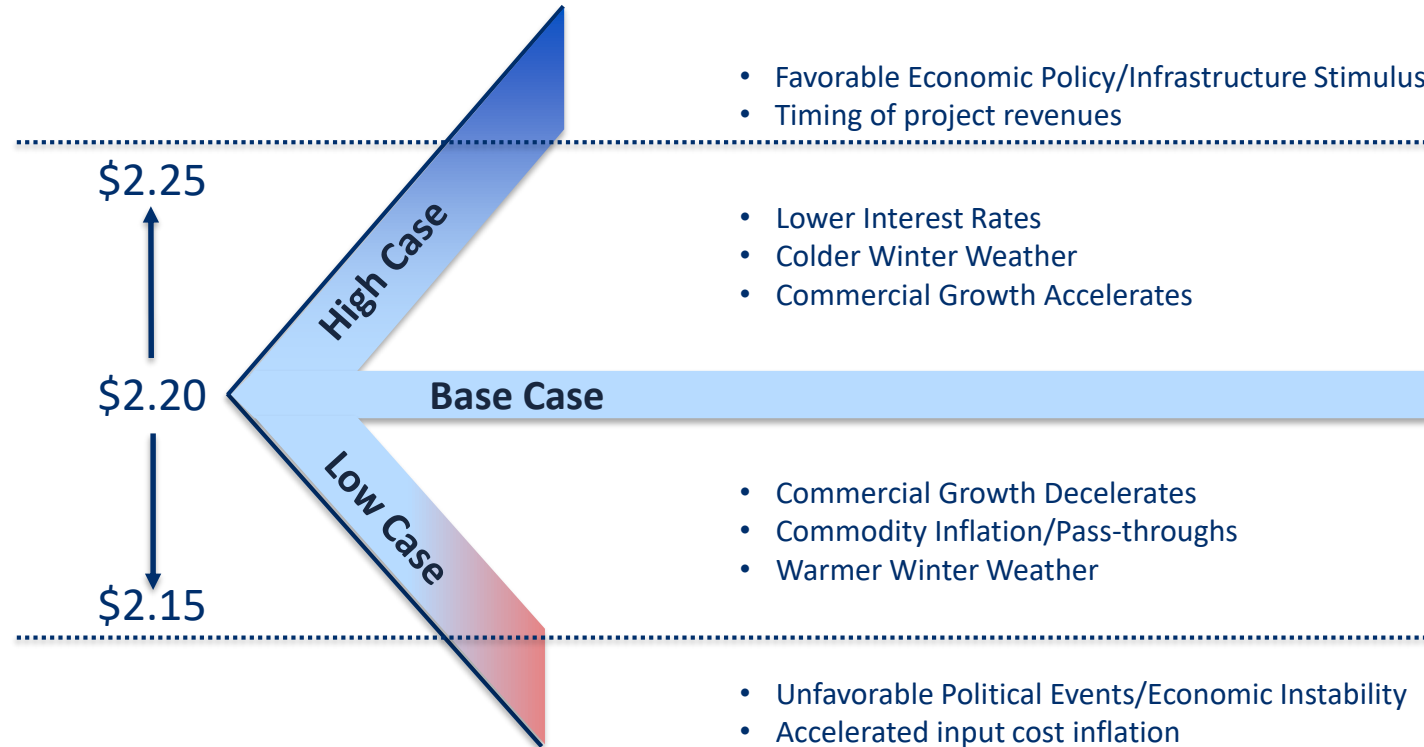 • Favorable Economic Policy/Infrastructure Stimulus
• Timing of project revenues
$2.25
• Lower Interest Rates
• Colder Winter Weather
• Commercial Growth Accelerates
High Case
$2.20
Base Case
Low Case
• Commercial Growth Decelerates
• Commodity Inflation/Pass-throughs
• Warmer Winter Weather
$2.15
• Unfavorable Political Events/Economic Instability
• Accelerated input cost inflation